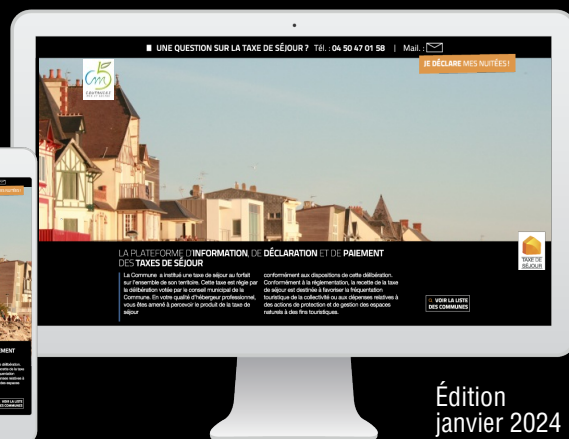 ■ UNE QUESTION SUR LA TAXE DE SÉJOUR ? Tél. : 04 50 47 01 58 | Mail. :
JE DÉCLARE MES NUITÉES !
LA PLATEFORME D'INFORMATION, DE DÉCLARATION ET DE PAIEMENT
DES TAXES DE SÉJOUR
La Commune a institué une taxe de séjour au forfait
sur l'ensemble de son territoire. Cette taxe est régie par
la délibération votée par le conseil municipal de la
Commune. En votre qualité d'hébergeur professionnel,
vous êtes amené à percevoir le produit de la taxe de
séjour
conformément aux dispositions de cette délibération.
Conformément à la réglementation, la recette de la taxe
de séjour est destinée à favoriser la fréquentation
touristique de la collectivité ou aux dépenses relatives à
des actions de protection et de gestion des espaces
naturels à des fins touristiques.
TAXE DE
SÉJOUR
VOIR LA LISTE
DES COMMUNES
Édition
janvier 2024